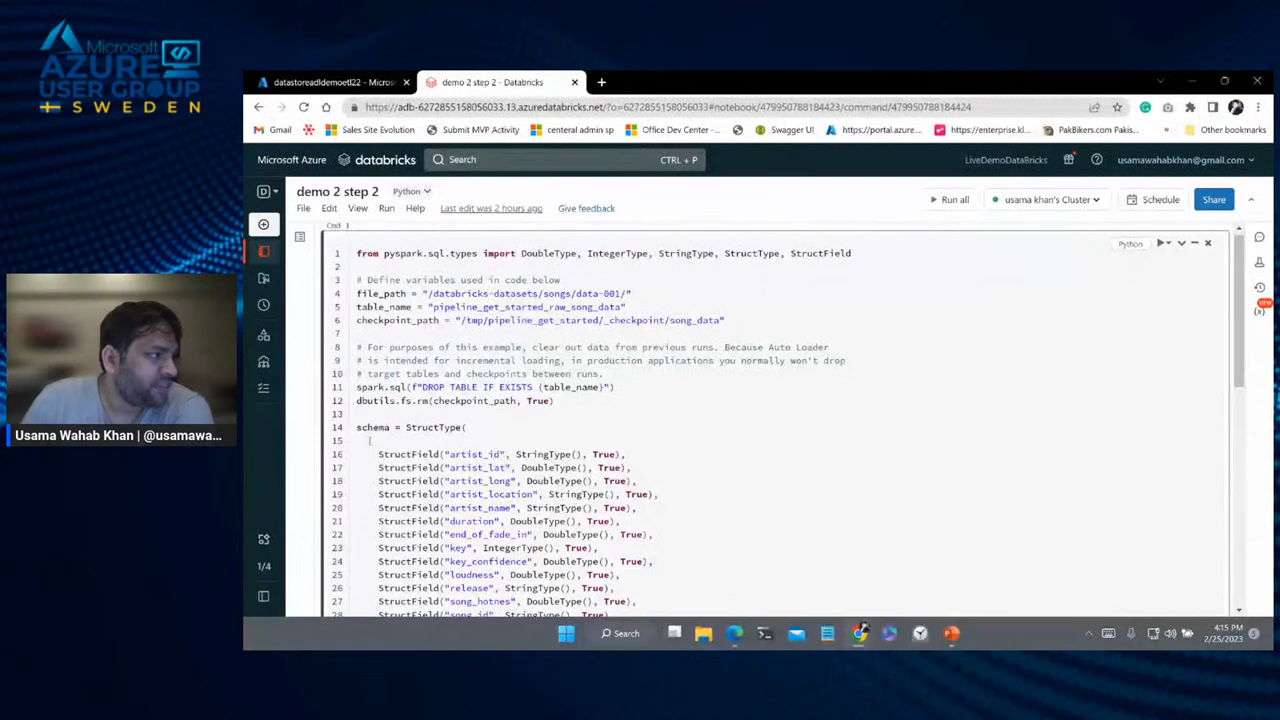 Microsoft
AZURE
USER GROUP
SWEDEN
datastoreadldemoetl22 - Micros
demo 2 step 2 - Databricks
https://adb-6272855158056033.13.azuredatabricks.net/?o=6272855158056033#notebook/479950788184423/command/479950788184424
Gmail
Sales Site Evolution
Submit MVP Activity
centeral admin sp
Office Dev Center -...
Swagger UI
https://portal.azure...
https://enterprise.kl...
PakBikers.com Pakis...
»
Other bookmarks
Microsoft Azure
databricks
Search
CTRL + P
LiveDemoDataBricks
usamawahabkhan@gmail.com
D
demo 2 step 2
Python
File Edit View Run Help Last edit was 2 hours ago Give feedback
Run all
usama khan's Cluster
Schedule
Share
Cmd 1
Python
NEW
1 from pyspark.sql.types import DoubleType, IntegerType, StringType, StructType, StructField
2
3 # Define variables used in code below
4 file_path = "/databricks-datasets/songs/data-001/"
5 table_name = "pipeline_get_started_raw_song_data"
6 checkpoint_path = "/tmp/pipeline_get_started/_checkpoint/song_data"
7
8 # For purposes of this example, clear out data from previous runs. Because Auto Loader
9 # is intended for incremental loading, in production applications you normally won't drop
10 # target tables and checkpoints between runs.
11 spark.sql(f"DROP TABLE IF EXISTS {table_name}")
12 dbutils.fs.rm(checkpoint_path, True)
13
14 schema = StructType(
15 [
16 StructField("artist_id", StringType(), True),
17 StructField("artist_lat", DoubleType(), True),
18 StructField("artist_long", DoubleType(), True),
19 StructField("artist_location", StringType(), True),
20 StructField("artist_name", StringType(), True),
21 StructField("duration", DoubleType(), True),
22 StructField("end_of_fade_in", DoubleType(), True),
23 StructField("key", IntegerType(), True),
24 StructField("key_confidence", DoubleType(), True),
25 StructField("loudness", DoubleType(), True),
26 StructField("release", StringType(), True),
27 StructField("song_hotnes", DoubleType(), True),
28 StructField("song_id", StringType(), True),
1/4
Usama Wahab Khan | @usamawa...
Search
4:15 PM
2/25/2023